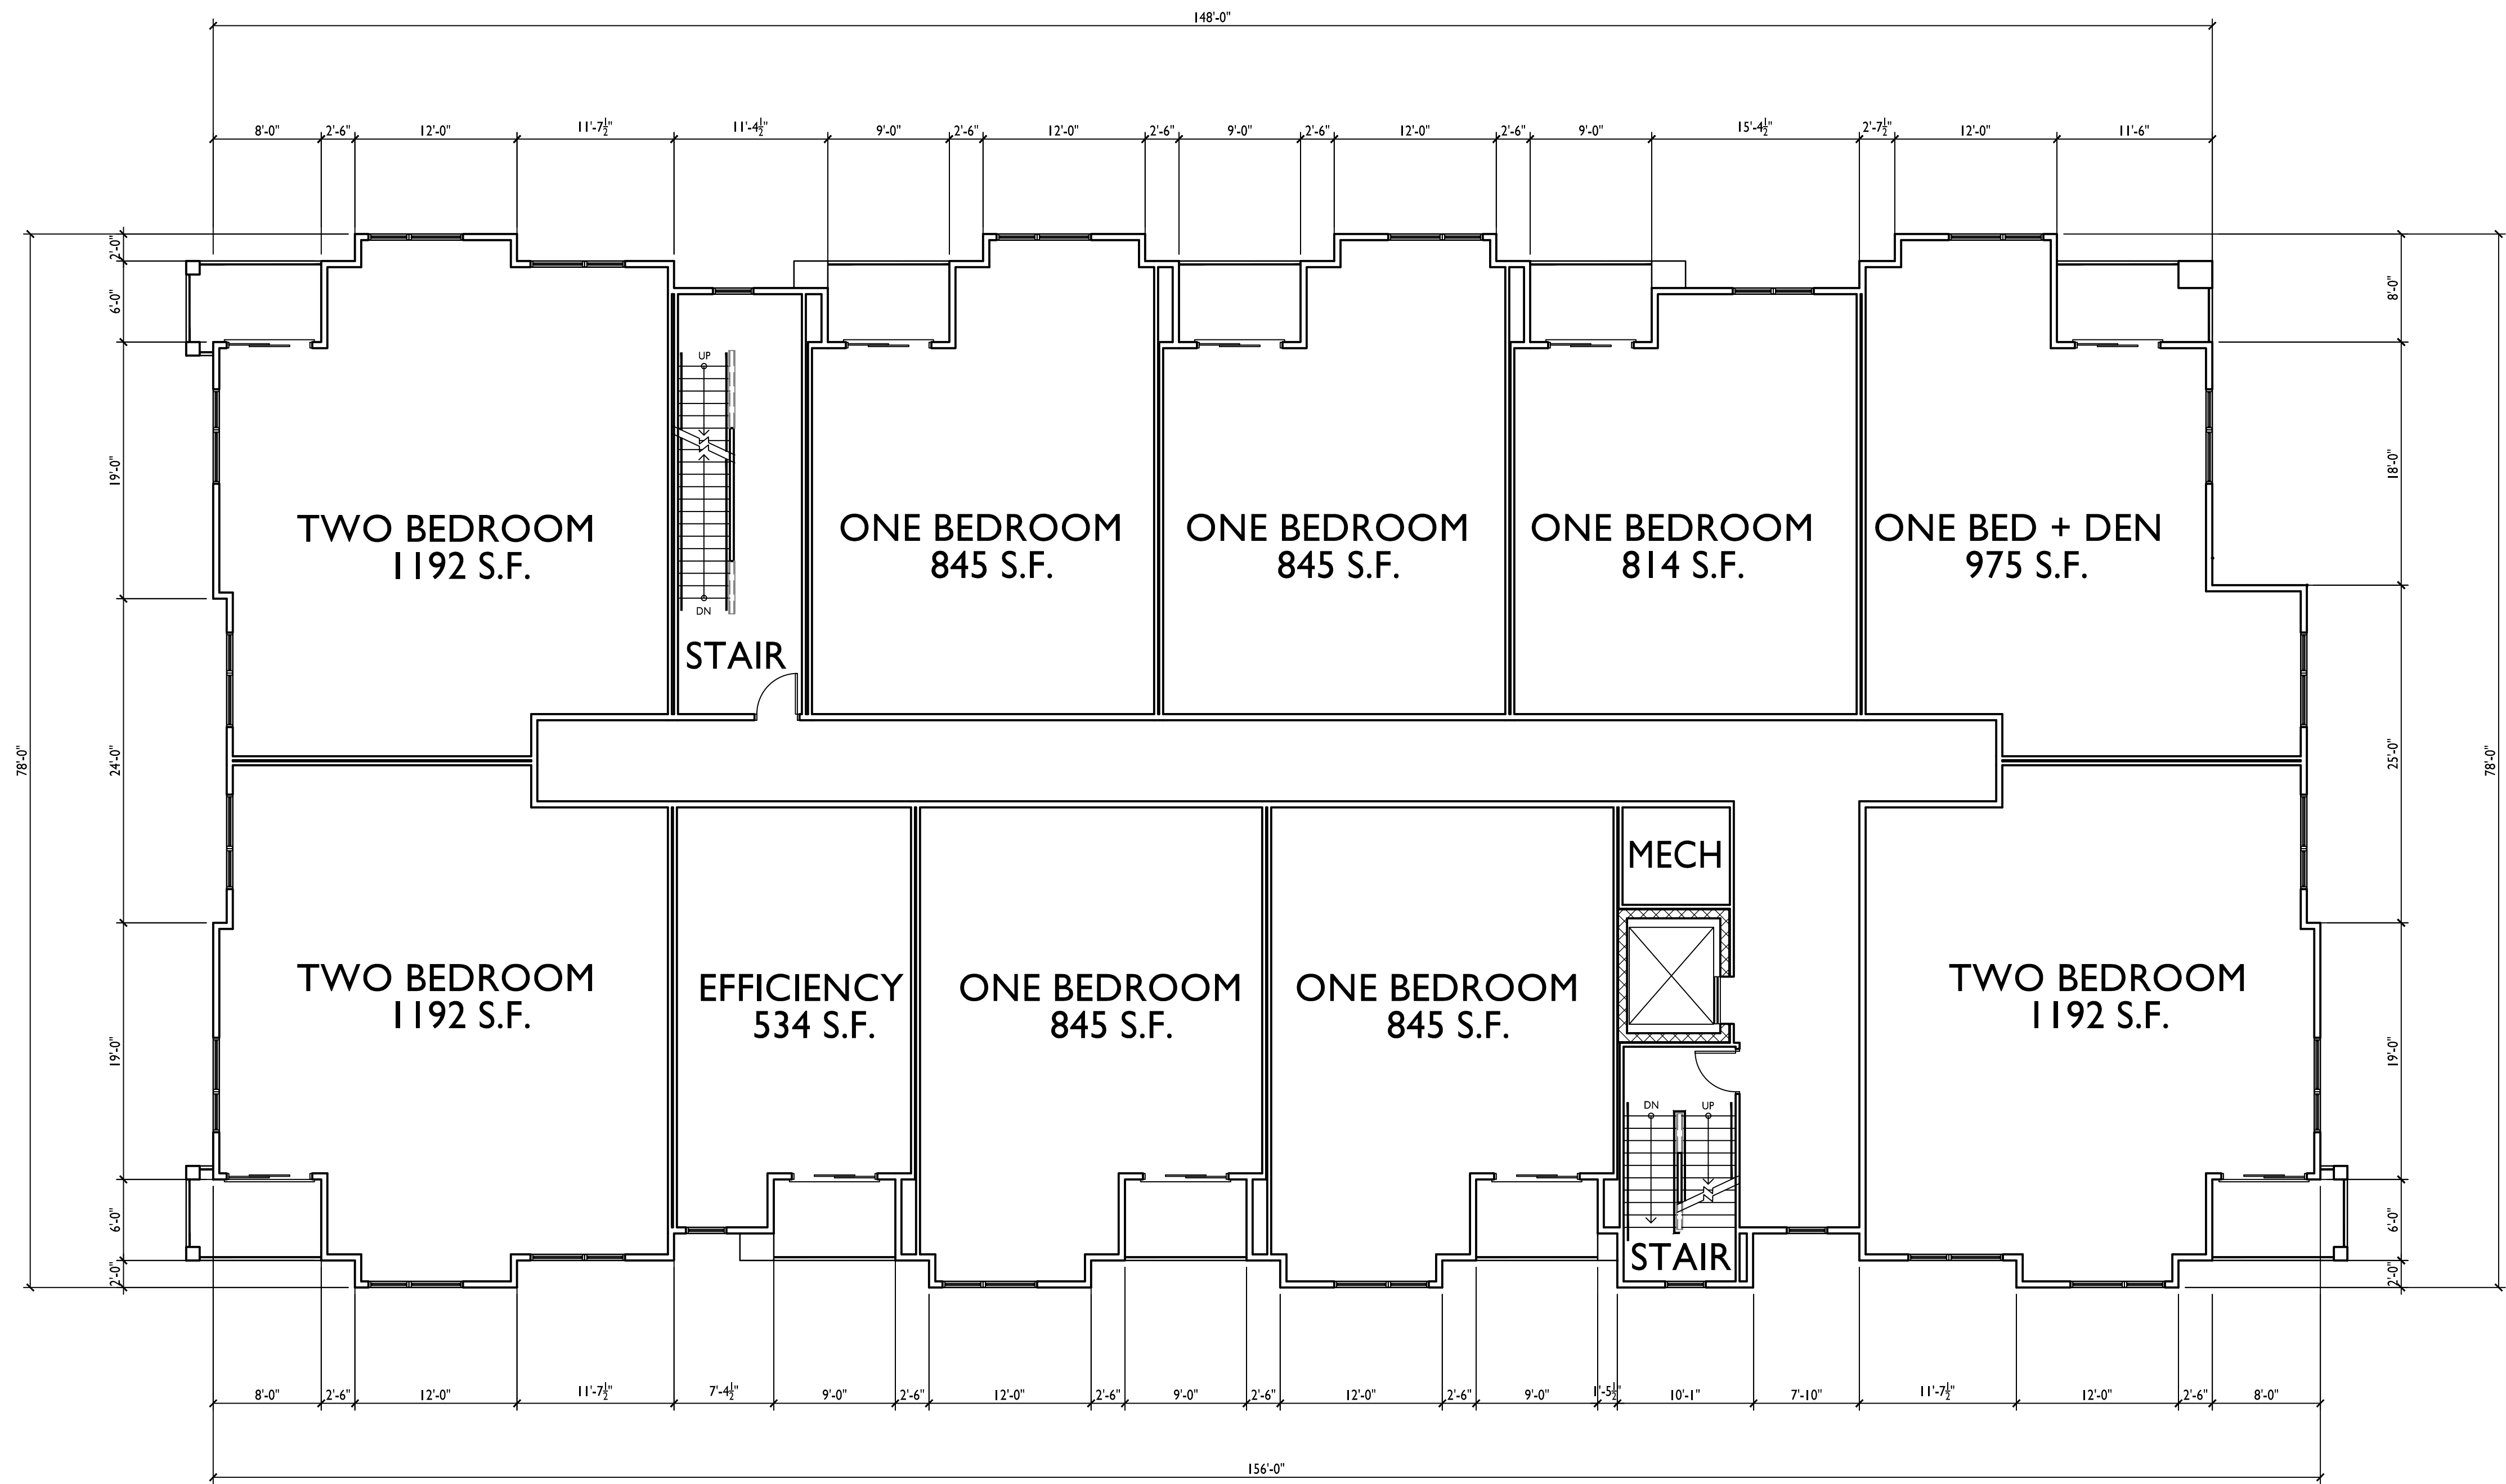 148'-0"
8'-0" 2'-6" 12'-0" 11'-7½" 11'-4½" 9'-0" 2'-6" 12'-0" 2'-6" 9'-0" 2'-6" 12'-0" 2'-6" 9'-0" 15'-4½" 2'-7½" 12'-0" 11'-6"
2'-0"
6'-0"
8'-0"
UP
19'-0"
18'-0"
TWO BEDROOM
1192 S.F.
ONE BEDROOM
845 S.F.
ONE BEDROOM
845 S.F.
ONE BEDROOM
814 S.F.
ONE BED + DEN
975 S.F.
DN
STAIR
78'-0"
24'-0"
25'-0"
78'-0"
MECH
TWO BEDROOM
1192 S.F.
EFFICIENCY
534 S.F.
ONE BEDROOM
845 S.F.
ONE BEDROOM
845 S.F.
TWO BEDROOM
1192 S.F.
19'-0"
19'-0"
DN UP
6'-0"
6'-0"
STAIR
2'-0"
2'-0"
8'-0" 2'-6" 12'-0" 11'-7½" 7'-4½" 9'-0" 2'-6" 12'-0" 2'-6" 9'-0" 2'-6" 12'-0" 2'-6" 9'-0" 1'-5½" 10'-1" 7'-10" 11'-7½" 12'-0" 2'-6" 8'-0"
156'-0"